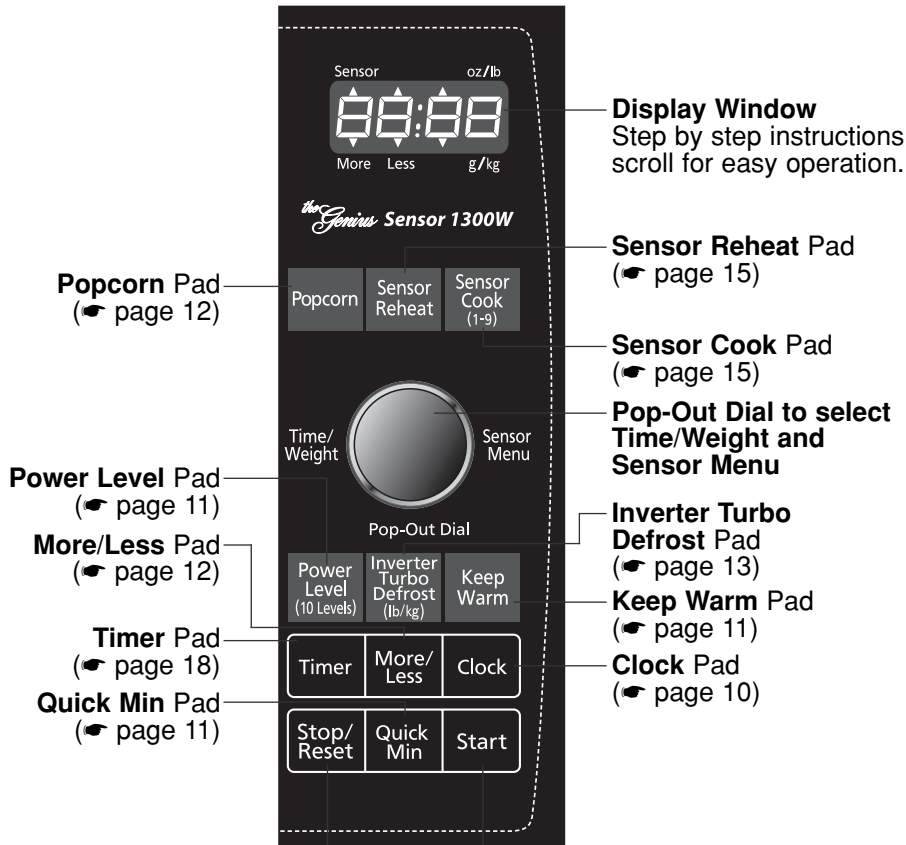 Sensor oz/lb
88:88
More Less g/kg
the Genius Sensor 1300W
Popcorn
Sensor
Reheat
Sensor
Cook
(1-9)
Time/
Weight
Sensor
Menu
Pop-Out Dial
Power
Level
(10 Levels)
Inverter
Turbo
Defrost
(lb/kg)
Keep
Warm
Timer
More/
Less
Clock
Stop/
Reset
Quick
Min
Start
Popcorn Pad
(☛ page 12)
Power Level Pad
(☛ page 11)
More/Less Pad
(☛ page 12)
Timer Pad
(☛ page 18)
Quick Min Pad
(☛ page 11)
Display Window
Step by step instructions
scroll for easy operation.
Sensor Reheat Pad
(☛ page 15)
Sensor Cook Pad
(☛ page 15)
Pop-Out Dial to select
Time/Weight and
Sensor Menu
Inverter Turbo
Defrost Pad
(☛ page 13)
Keep Warm Pad
(☛ page 11)
Clock Pad
(☛ page 10)